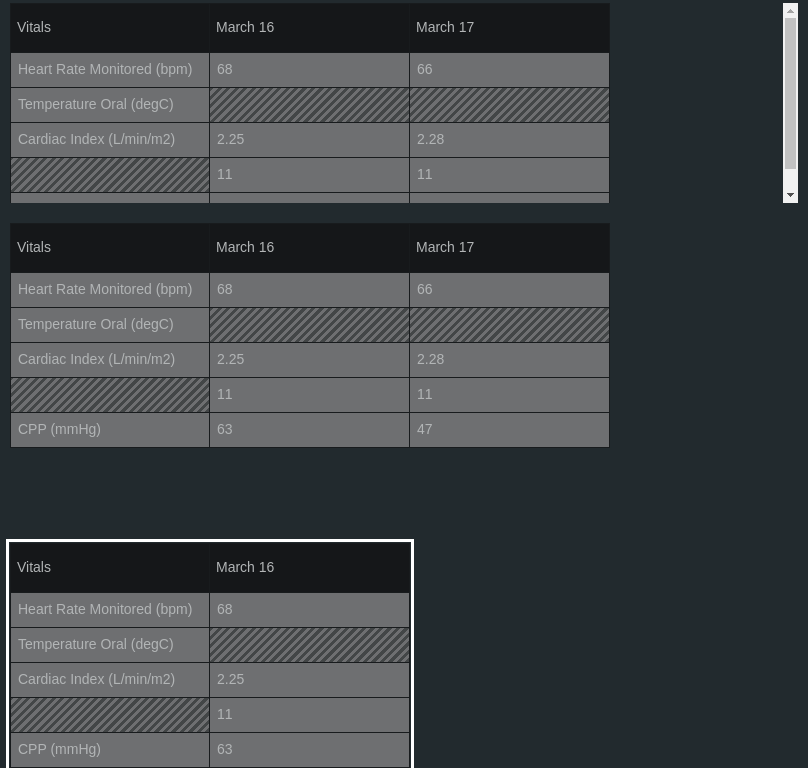 Vitals March 16 March 17
Heart Rate Monitored (bpm) 68 66
Temperature Oral (degC)
Cardiac Index (L/min/m2) 2.25 2.28
11 11
Vitals March 16 March 17
Heart Rate Monitored (bpm) 68 66
Temperature Oral (degC)
Cardiac Index (L/min/m2) 2.25 2.28
11 11
CPP (mmHg) 63 47
Vitals March 16
Heart Rate Monitored (bpm) 68
Temperature Oral (degC)
Cardiac Index (L/min/m2) 2.25
11
CPP (mmHg) 63